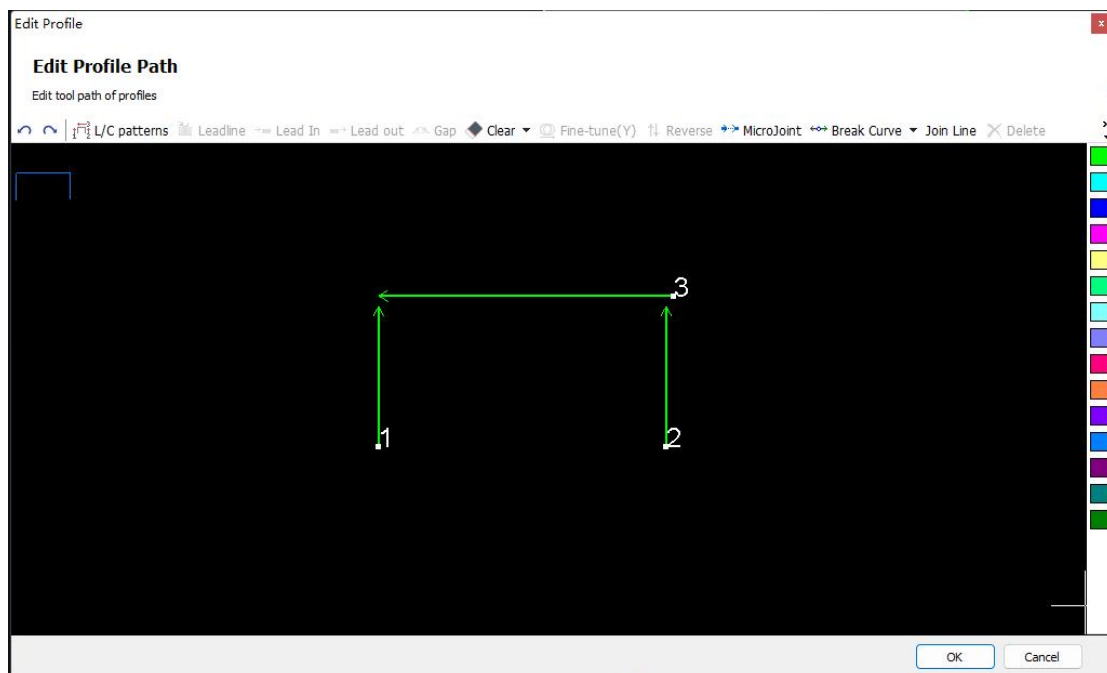 Edit Profile
x
Edit Profile Path
Edit tool path of profiles
L/C patterns Leadline Lead In Lead out Gap Clear Fine-tune(Y) Reverse MicroJoint Break Curve Join Line Delete
3
1 2
OK Cancel